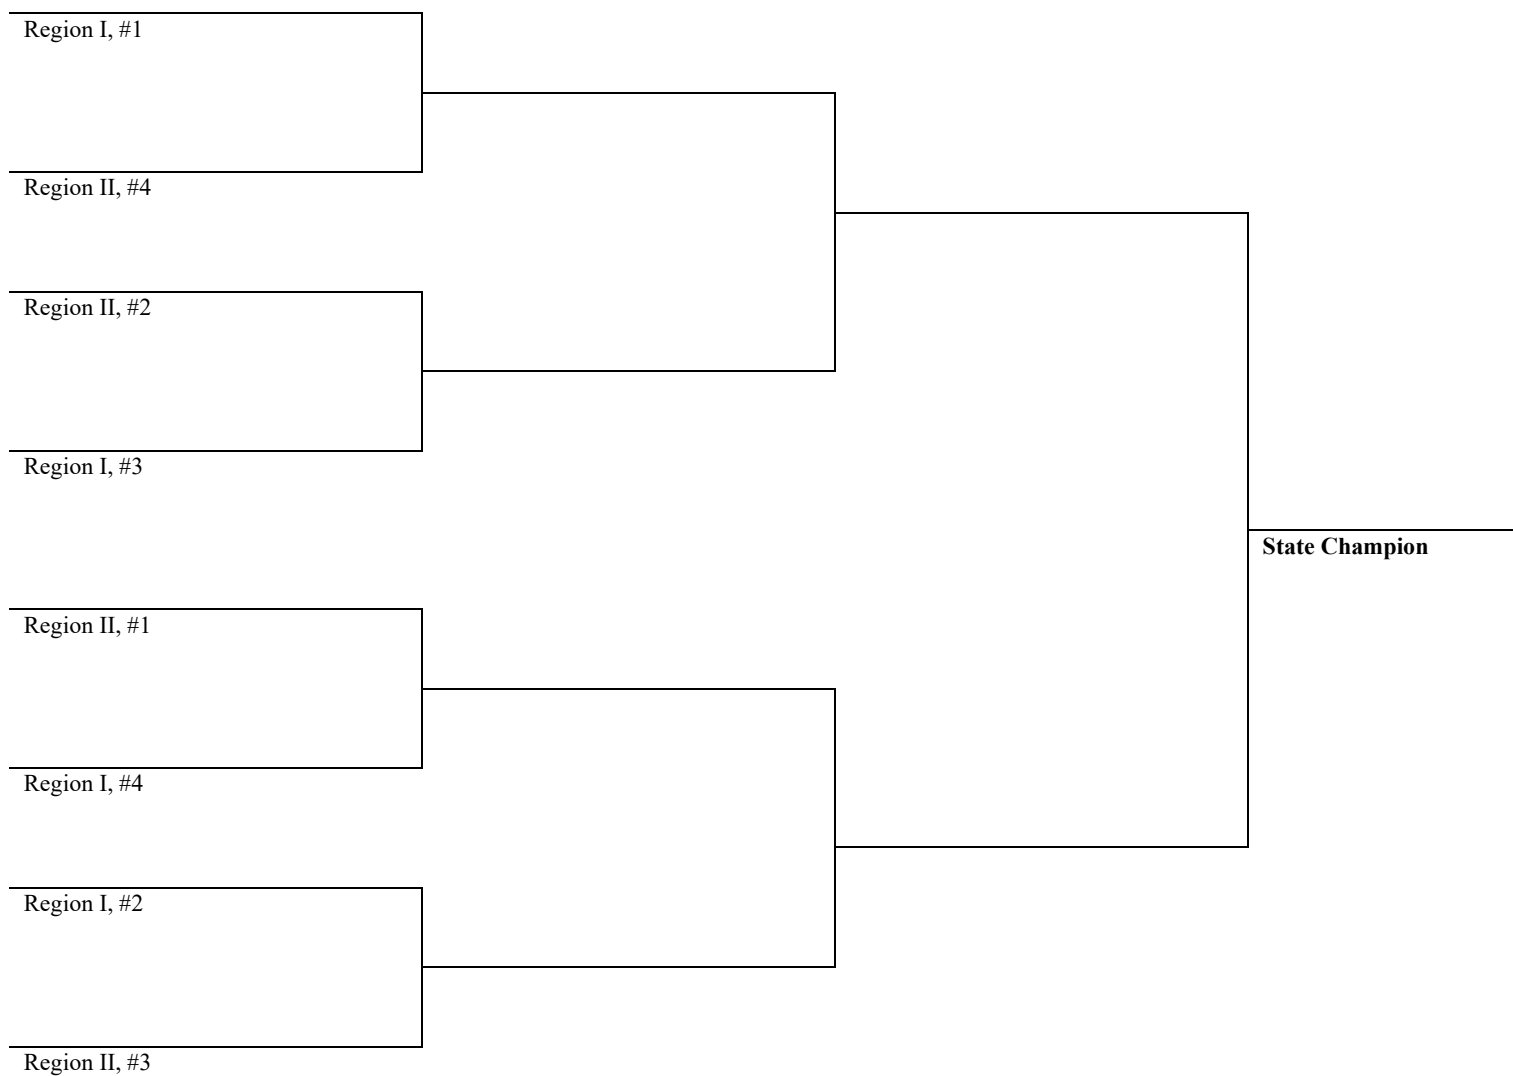 Region I, #1
Region II, #4
Region II, #2
Region I, #3
State Champion
Region II, #1
Region I, #4
Region I, #2
Region II, #3